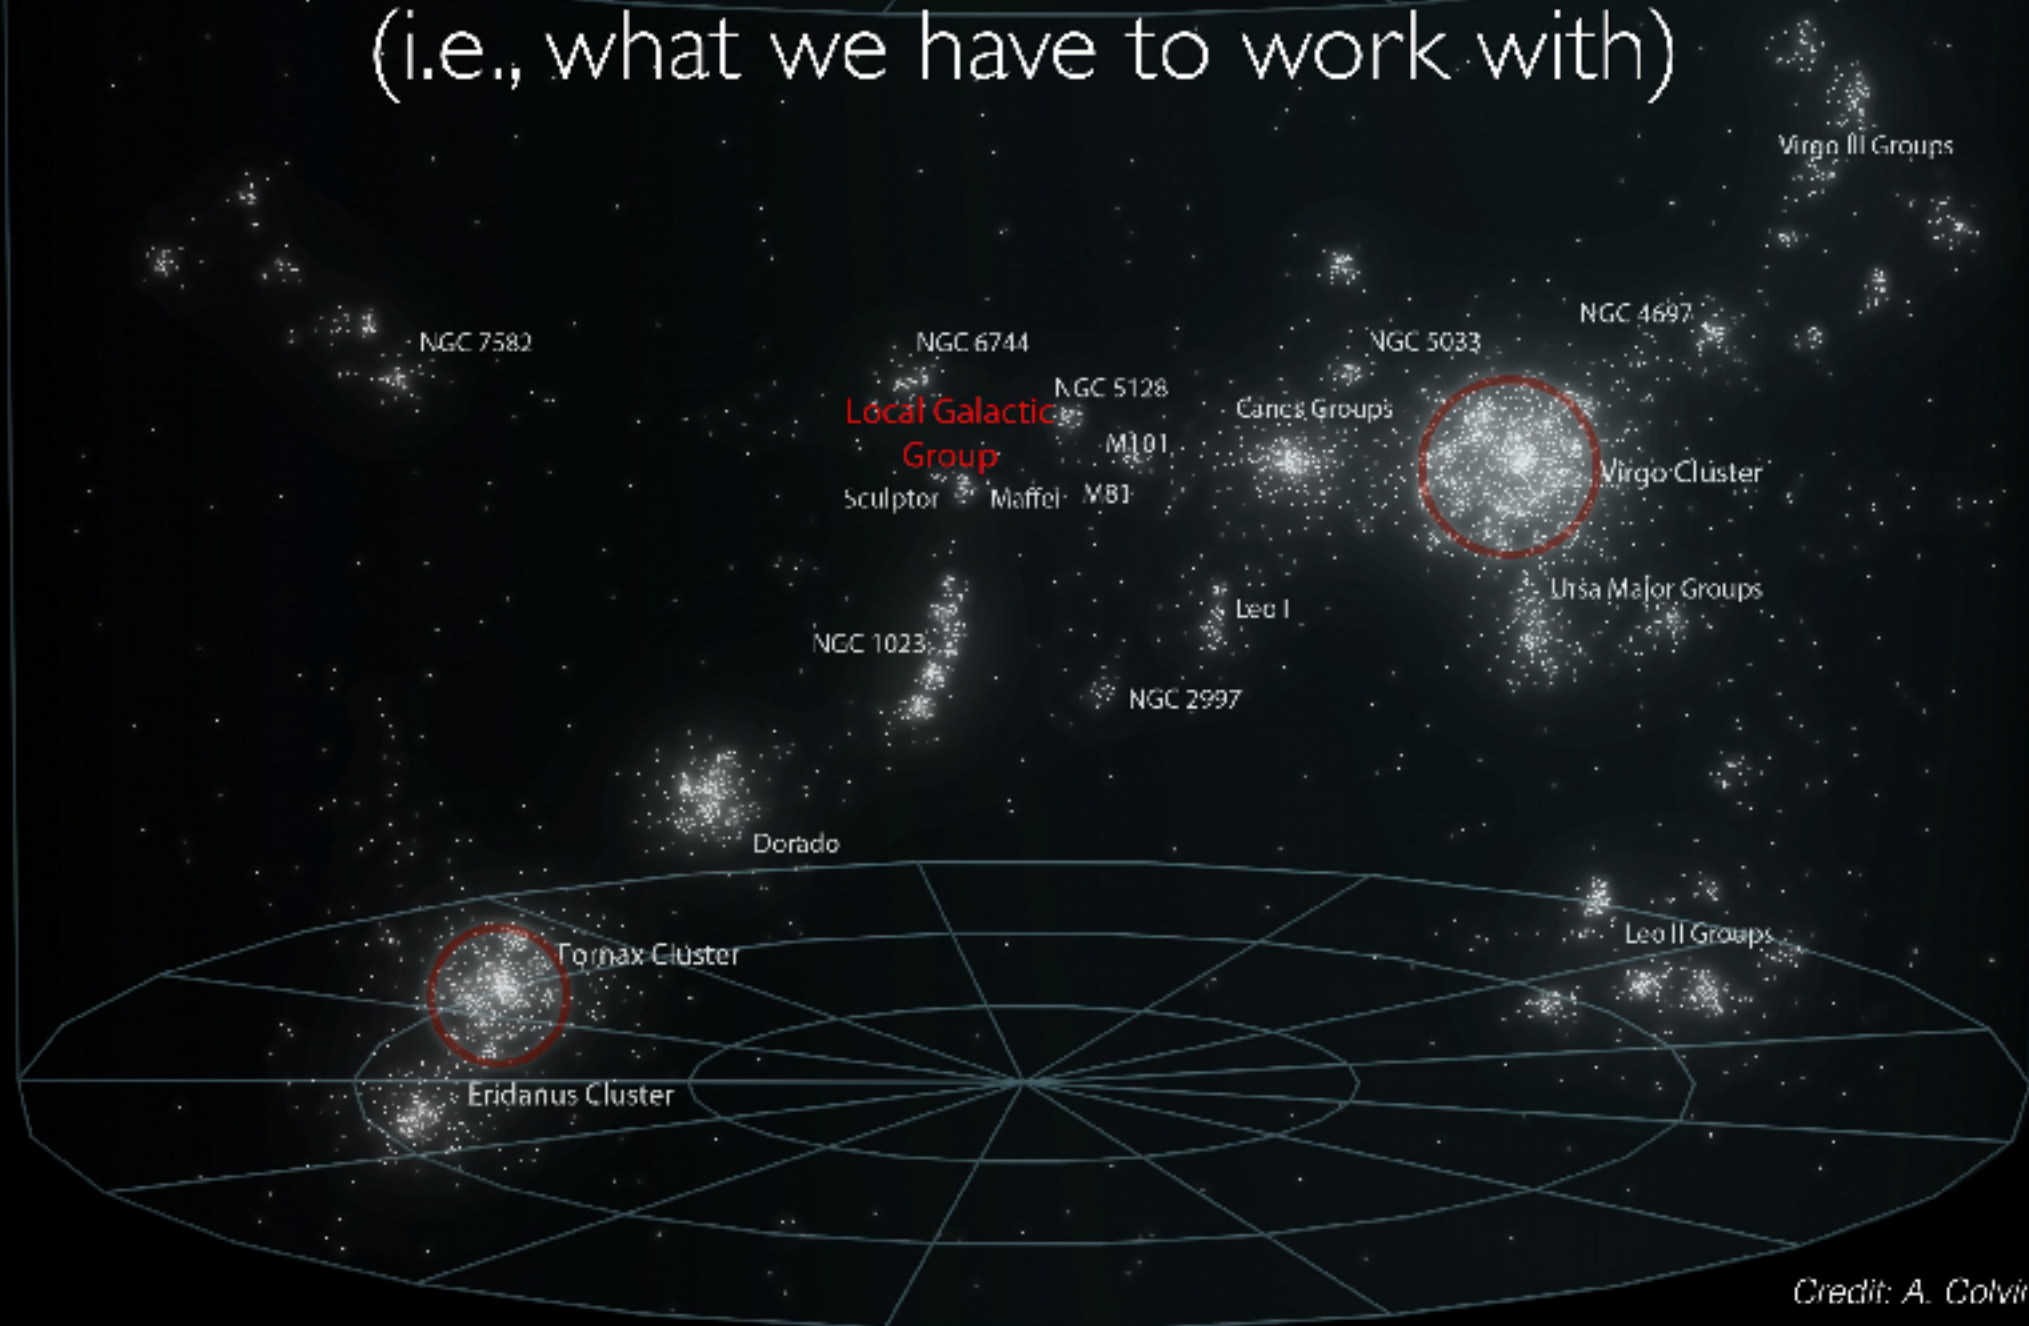 (i.e., what we have to work with)
Virgo III Groups
NGC 4697
NGC 7582
NGC 6744
NGC 5033
NGC 5128
Canes Groups
Local Galactic
Group
M101
Virgo Cluster
Sculptor
Maffei
M81
Ursa Major Groups
Leo I
NGC 1023
NGC 2997
Dorado
Leo II Groups
Fornax Cluster
Eridanus Cluster
Credit: A. Colvi